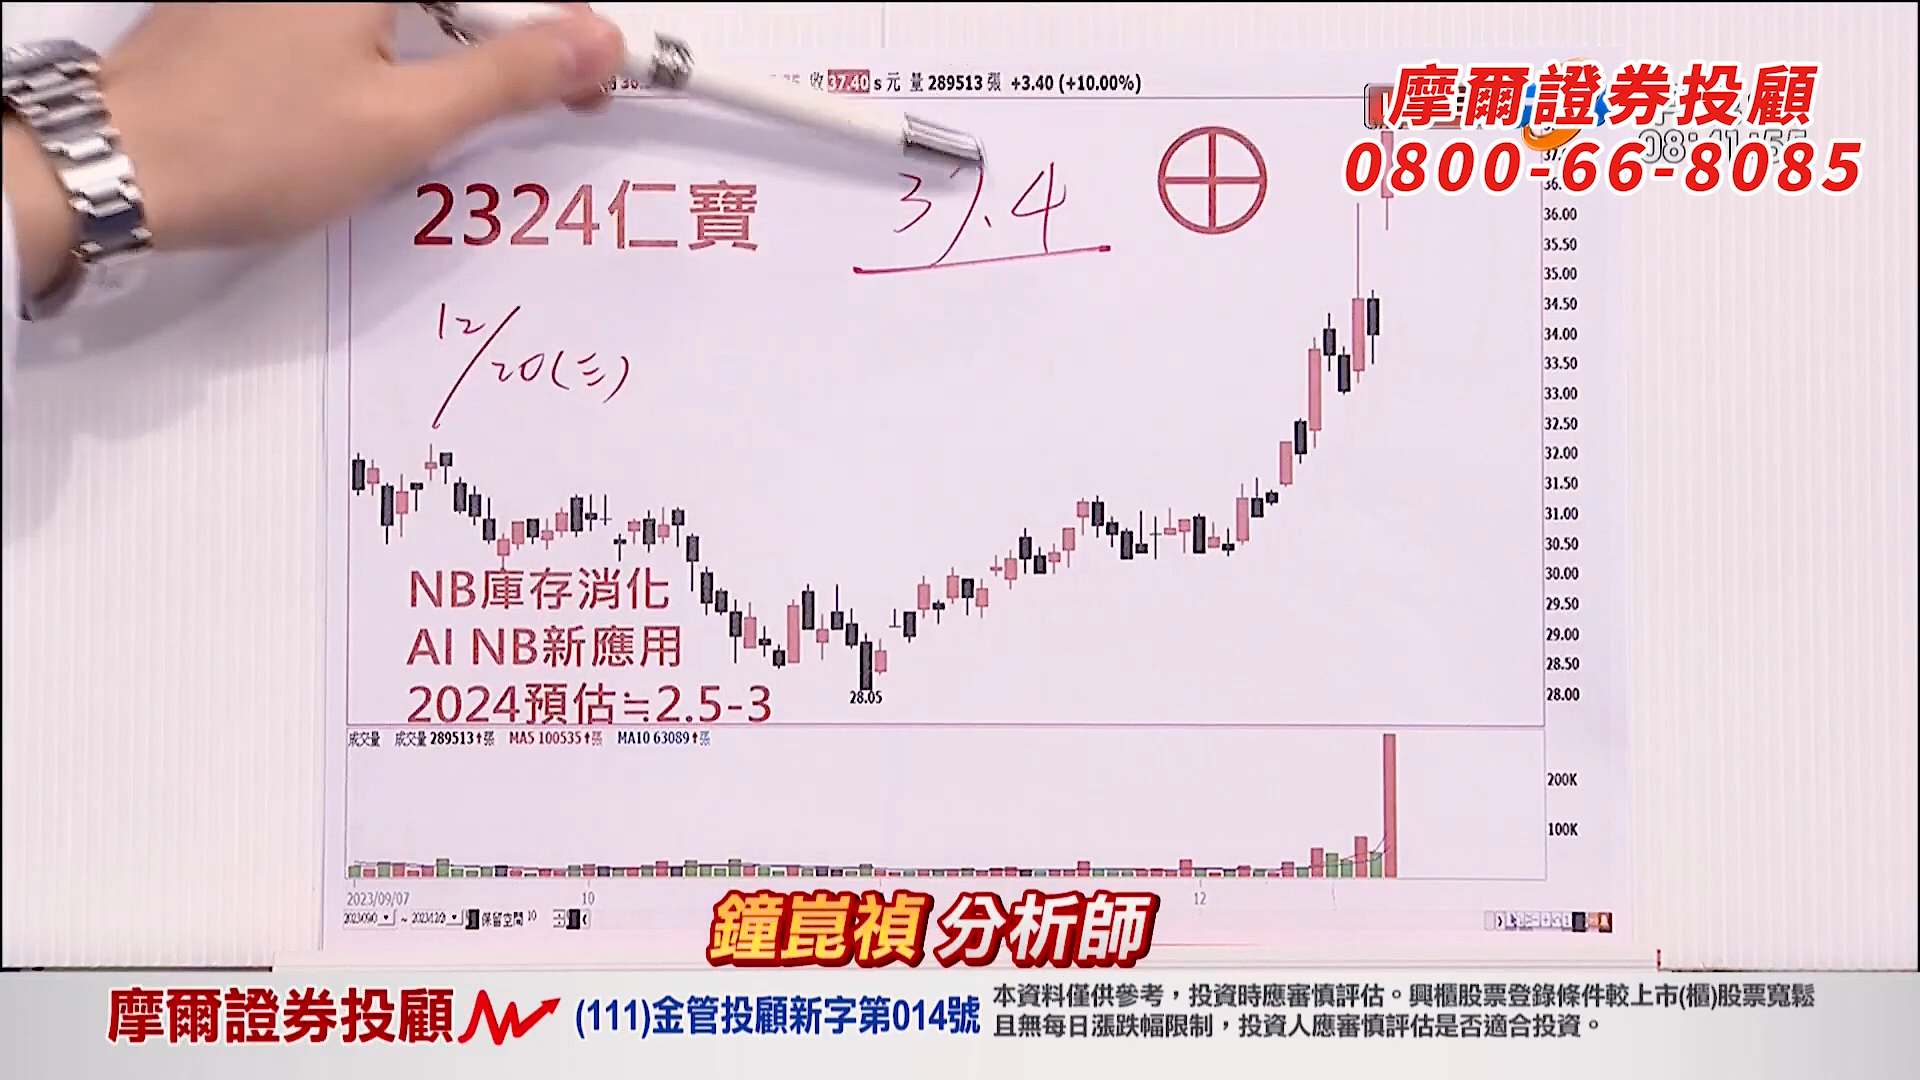 收37.40 s元 量 289513 張 +3.40 (+10.00%)
摩爾證券投顧
0800-66-8085
2324仁寶
37.4
12/20(三)
36.00
35.50
35.00
34.50
34.00
33.50
33.00
32.50
32.00
31.50
31.00
30.50
30.00
29.50
29.00
28.50
28.00
28.05
NB庫存消化
AI NB新應用
2024預估≒2.5-3
成交量 成交量 289513↑張 MA5 100535↑張 MA10 63089↑張
200K
100K
2023/09/07 10 12
保留空間 10
鐘崑禎 分析師
摩爾證券投顧
(111)金管投顧新字第014號
本資料僅供參考，投資時應審慎評估。興櫃股票登錄條件較上市(櫃)股票寬鬆
且無每日漲跌幅限制，投資人應審慎評估是否適合投資。